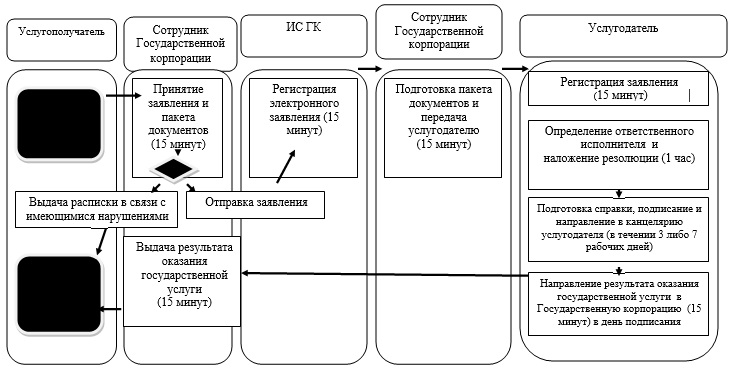 Услугополучатель
Сотрудник
Государственной
корпорации
ИС ГК
Сотрудник
Государственной
корпорации
Услугодатель
Принятие
заявления и
пакета
документов
(15 минут)
Регистрация
электронного
заявления (15
минут)
Подготовка пакета
документов и
передача
услугодателю
(15 минут)
Регистрация заявления
(15 минут)
Определение ответственного
исполнителя и
наложение резолюции (1 час)
Выдача расписки в связи с
имеющимися нарушениями
Отправка заявления
Подготовка справки, подписание и
направление в канцелярию
услугодателя (в течении 3 либо 7
рабочих дней)
Выдача результата
оказания
государственной
услуги
(15 минут)
Направление результата оказания
государственной услуги в
Государственную корпорацию (15
минут) в день подписания